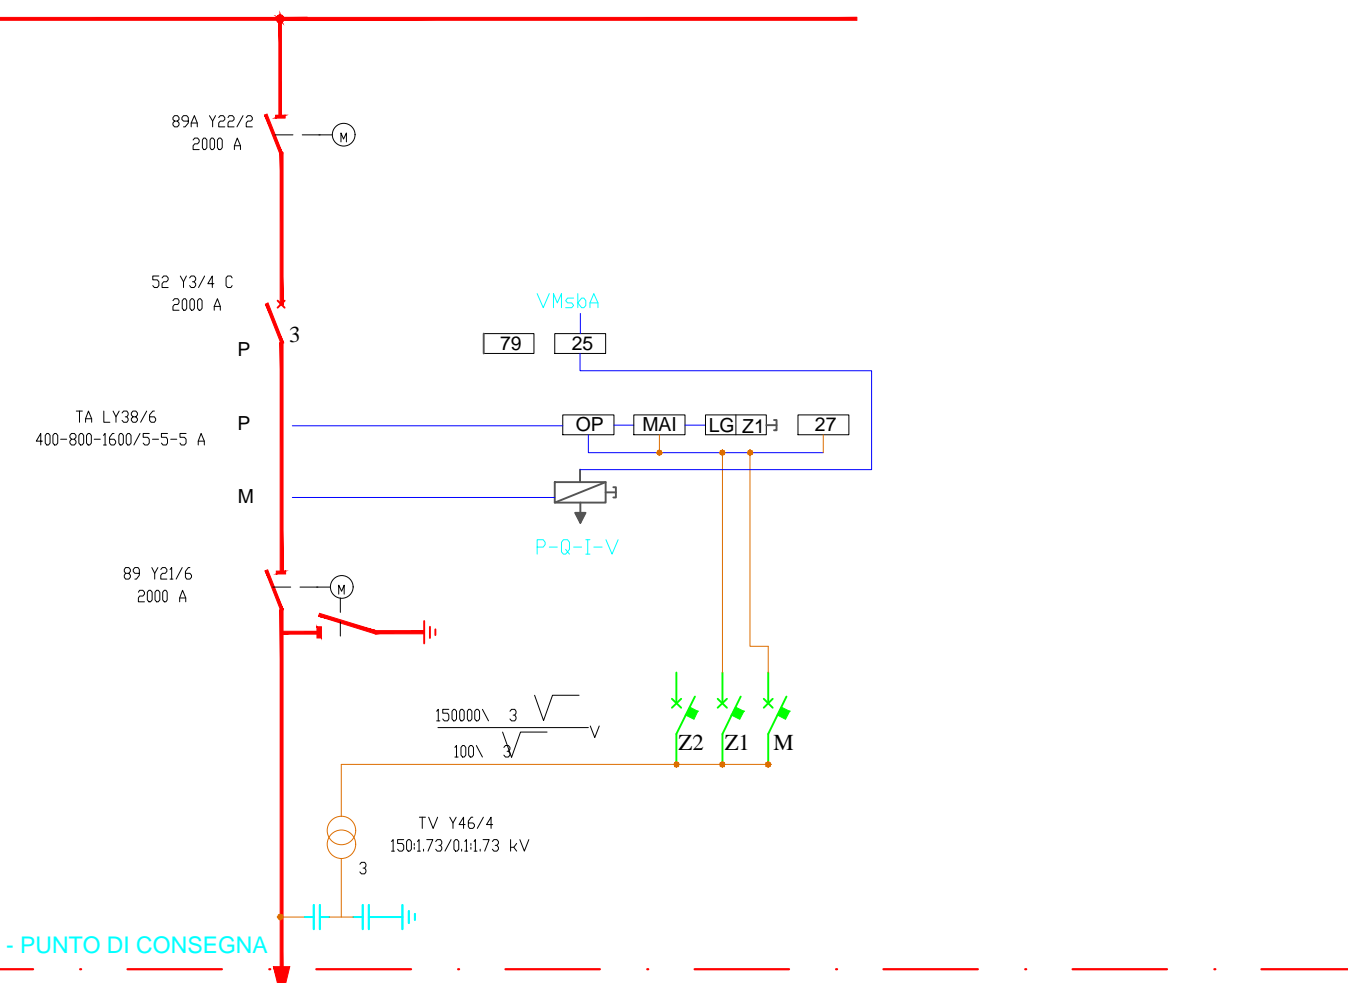 89A Y22/2
2000 A
M
52 Y3/4 C
2000 A
3
P
VMsbA
79
25
TA LY38/6
400-800-1600/5-5-5 A
P
OP
MAI
LG Z1
27
M
P-Q-I-V
89 Y21/6
2000 A
M
150000\ 3
V
100\ 3
Z2
Z1
M
TV Y46/4
150:1.73/0.1:1.73 kV
3
- PUNTO DI CONSEGNA